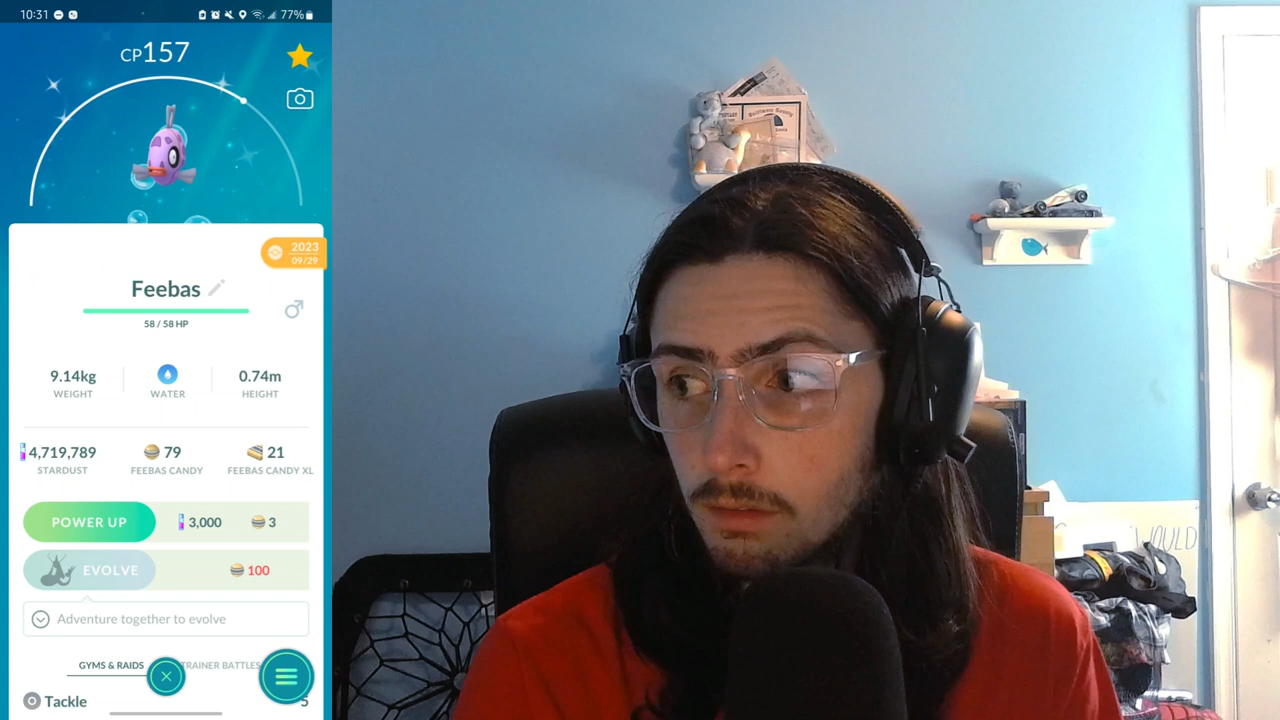 10:31
77%
CP157
2023
09/29
Feebas
58 / 58 HP
9.14kg
WEIGHT
WATER
0.74m
HEIGHT
4,719,789
STARDUST
79
FEEBAS CANDY
21
FEEBAS CANDY XL
POWER UP
3,000
3
EVOLVE
100
Adventure together to evolve
GYMS & RAIDS
TRAINER BATTLES
Tackle
5
WOULD